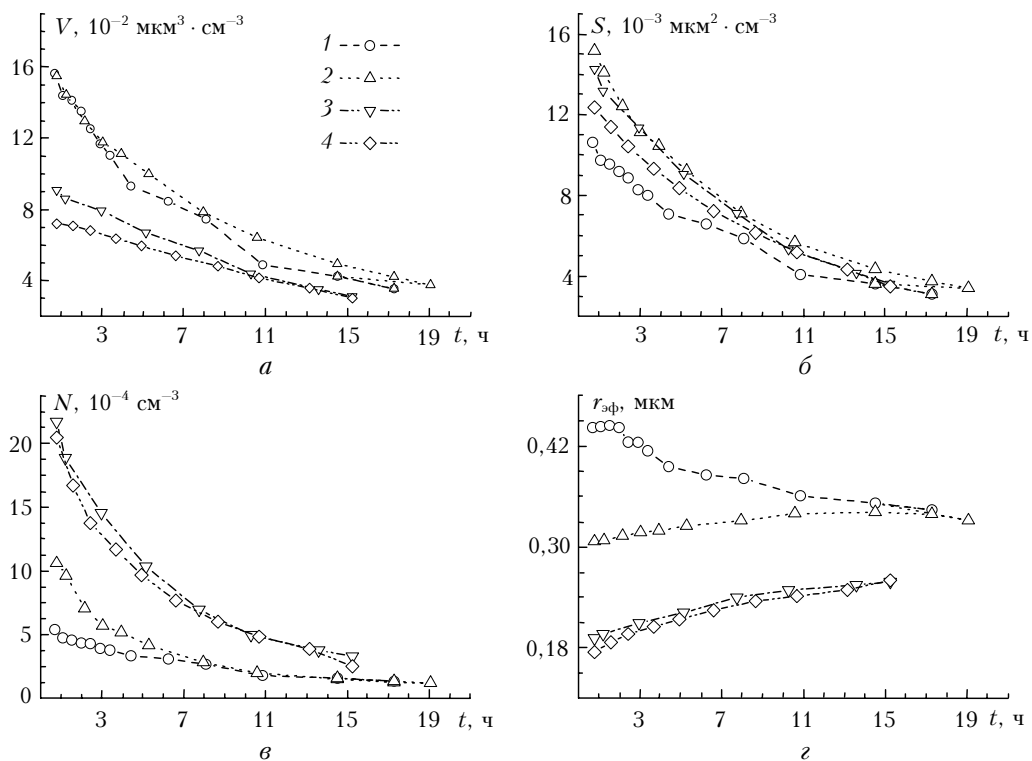 V, 10⁻² мкм³ · см⁻³
16
12
8
4
3 7 11 15 19 t, ч
а
1
2
3
4
S, 10⁻³ мкм² · см⁻³
16
12
8
4
3 7 11 15 19 t, ч
б
N, 10⁻⁴ см⁻³
20
15
10
5
0
3 7 11 15 19 t, ч
в
rэф, мкм
0,42
0,30
0,18
3 7 11 15 19 t, ч
г